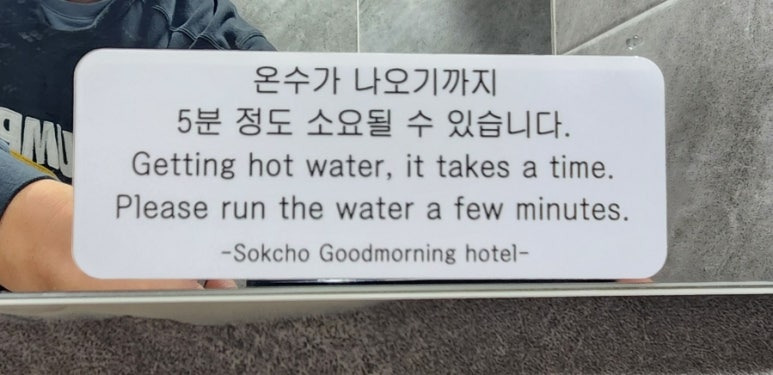 온수가 나오기까지
5분 정도 소요될 수 있습니다.
Getting hot water, it takes a time.
Please run the water a few minutes.
-Sokcho Goodmorning hotel-